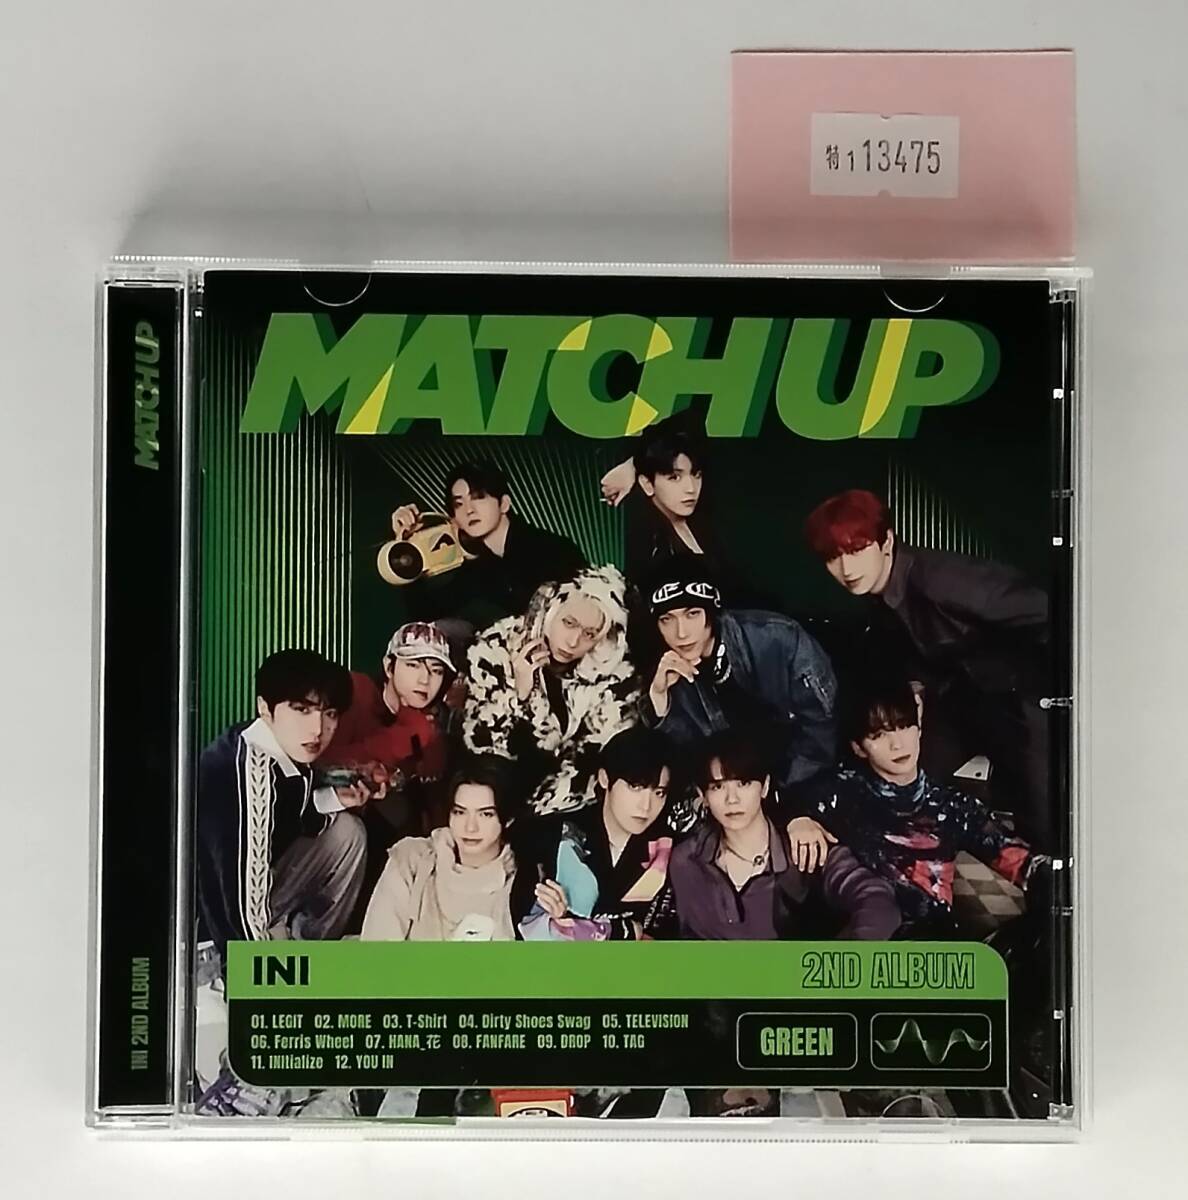 特1 13475
MATCH UP
MATCH UP
INI 2ND ALBUM
INI
2ND ALBUM
01. LEGIT 02. MORE 03. T-Shirt 04. Dirty Shoes Swag 05. TELEVISION
06. Ferris Wheel 07. HANA_花 08. FANFARE 09. DROP 10. TAG
11. INItialize 12. YOU IN
GREEN